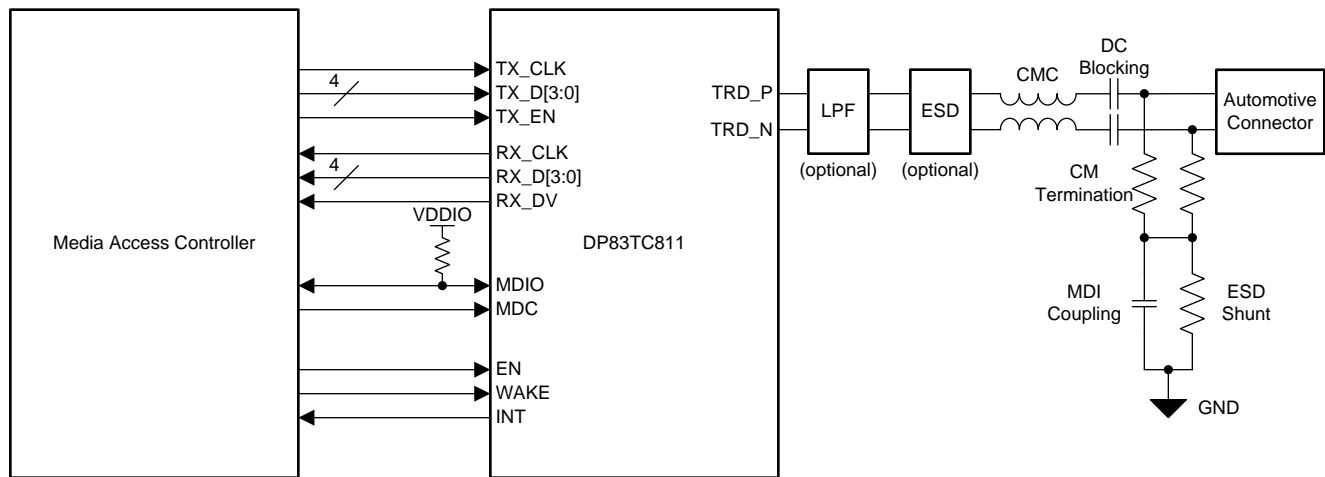 Media Access Controller
4
4
VDDIO
TX_CLK
TX_D[3:0]
TX_EN
RX_CLK
RX_D[3:0]
RX_DV
MDIO
MDC
EN
WAKE
INT
DP83TC811
TRD_P
TRD_N
LPF
(optional)
ESD
(optional)
CMC
DC
Blocking
Automotive
Connector
CM
Termination
MDI
Coupling
ESD
Shunt
GND